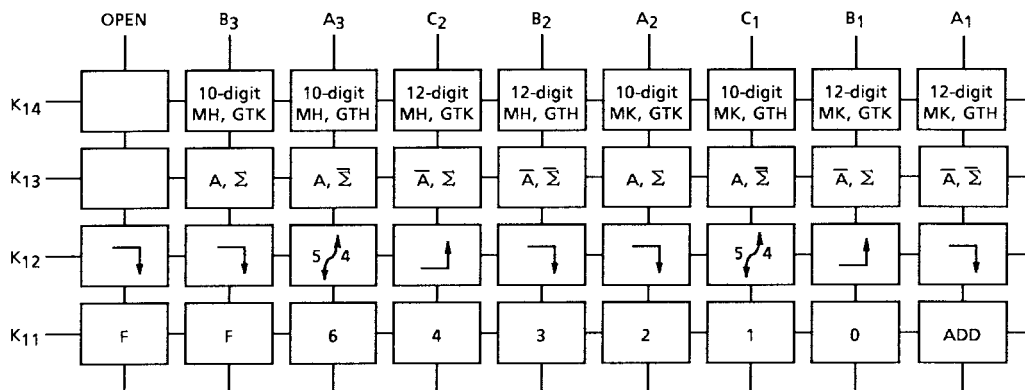 OPEN B₃ A₃ C₂ B₂ A₂ C₁ B₁ A₁
K₁₄ 10-digit 10-digit 12-digit 12-digit 10-digit 10-digit 12-digit 12-digit
MH, GTK MH, GTH MH, GTK MH, GTH MK, GTK MK, GTH MK, GTK MK, GTH
K₁₃ A, Σ A, Σ̅ A̅, Σ A̅, Σ̅ A, Σ A, Σ̅ A̅, Σ A̅, Σ̅
K₁₂ 5 4 5 4
K₁₁ F F 6 4 3 2 1 0 ADD